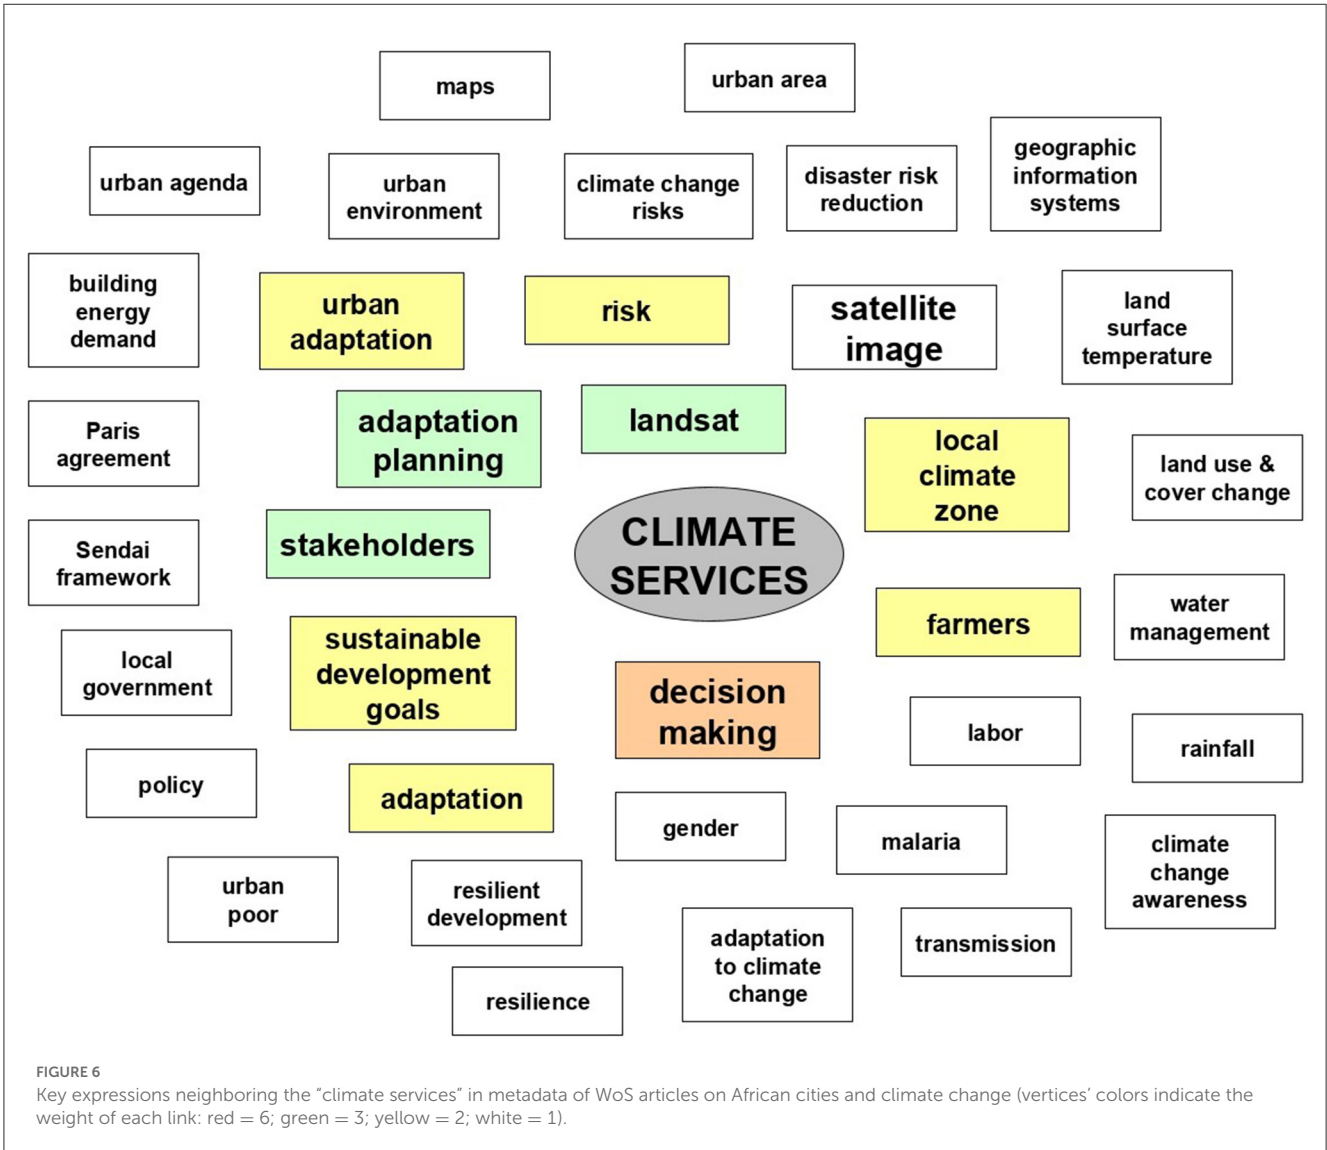 maps
urban area
urban agenda
urban
environment
climate change
risks
disaster risk
reduction
geographic
information
systems
building
energy
demand
urban
adaptation
risk
satellite
image
land
surface
temperature
Paris
agreement
adaptation
planning
landsat
local
climate
zone
land use &
cover change
Sendai
framework
stakeholders
CLIMATE
SERVICES
farmers
water
management
local
government
sustainable
development
goals
decision
making
labor
rainfall
policy
adaptation
gender
malaria
climate
change
awareness
urban
poor
resilient
development
adaptation
to climate
change
transmission
resilience
FIGURE 6
Key expressions neighboring the “climate services” in metadata of WoS articles on African cities and climate change (vertices’ colors indicate the
weight of each link: red = 6; green = 3; yellow = 2; white = 1).